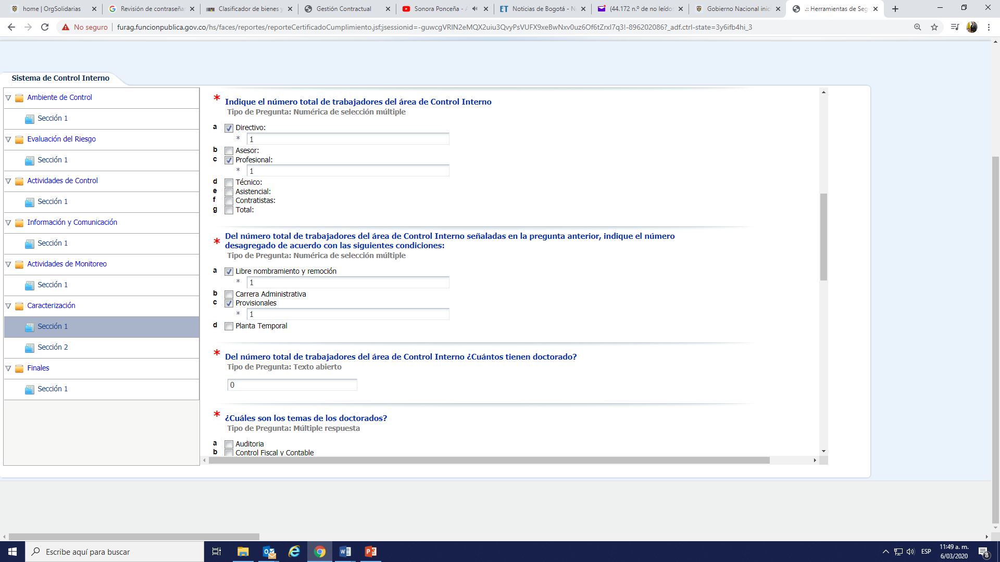 home | OrgSolidarias
Revisión de contraseña
Clasificador de bienes y
Gestión Contractual
Sonora Ponceña - 
ET Noticias de Bogotá - N
(44.172 n.º de no leído
Gobierno Nacional inic
.:: Herramientas de Seg
No seguro
furag.funcionpublica.gov.co/hs/faces/reportes/reporteCertificadoCumplimiento.jsf;jsessionid=-guwcgVRlN2eMQX2uiu3QvyPsVUFX9xeBwNxv0uz6Of6tZrxI7q3!-896202086?_adf.ctrl-state=3y6ifb4hi_3
Sistema de Control Interno
Ambiente de Control
Sección 1
Evaluación del Riesgo
Sección 1
Actividades de Control
Sección 1
Información y Comunicación
Sección 1
Actividades de Monitoreo
Sección 1
Caracterización
Sección 1
Sección 2
Finales
Sección 1
* Indique el número total de trabajadores del área de Control Interno
Tipo de Pregunta: Numérica de selección múltiple
a Directivo:
* 1
b Asesor:
c Profesional:
* 1
d Técnico:
e Asistencial:
f Contratistas:
g Total:
* Del número total de trabajadores del área de Control Interno señaladas en la pregunta anterior, indique el número
desagregado de acuerdo con las siguientes condiciones:
Tipo de Pregunta: Numérica de selección múltiple
a Libre nombramiento y remoción
* 1
b Carrera Administrativa
c Provisionales
* 1
d Planta Temporal
* Del número total de trabajadores del área de Control Interno ¿Cuántos tienen doctorado?
Tipo de Pregunta: Texto abierto
0
* ¿Cuáles son los temas de los doctorados?
Tipo de Pregunta: Múltiple respuesta
a Auditoria
b Control Fiscal y Contable
Escribe aquí para buscar
ESP
11:49 a. m.
6/03/2020
8